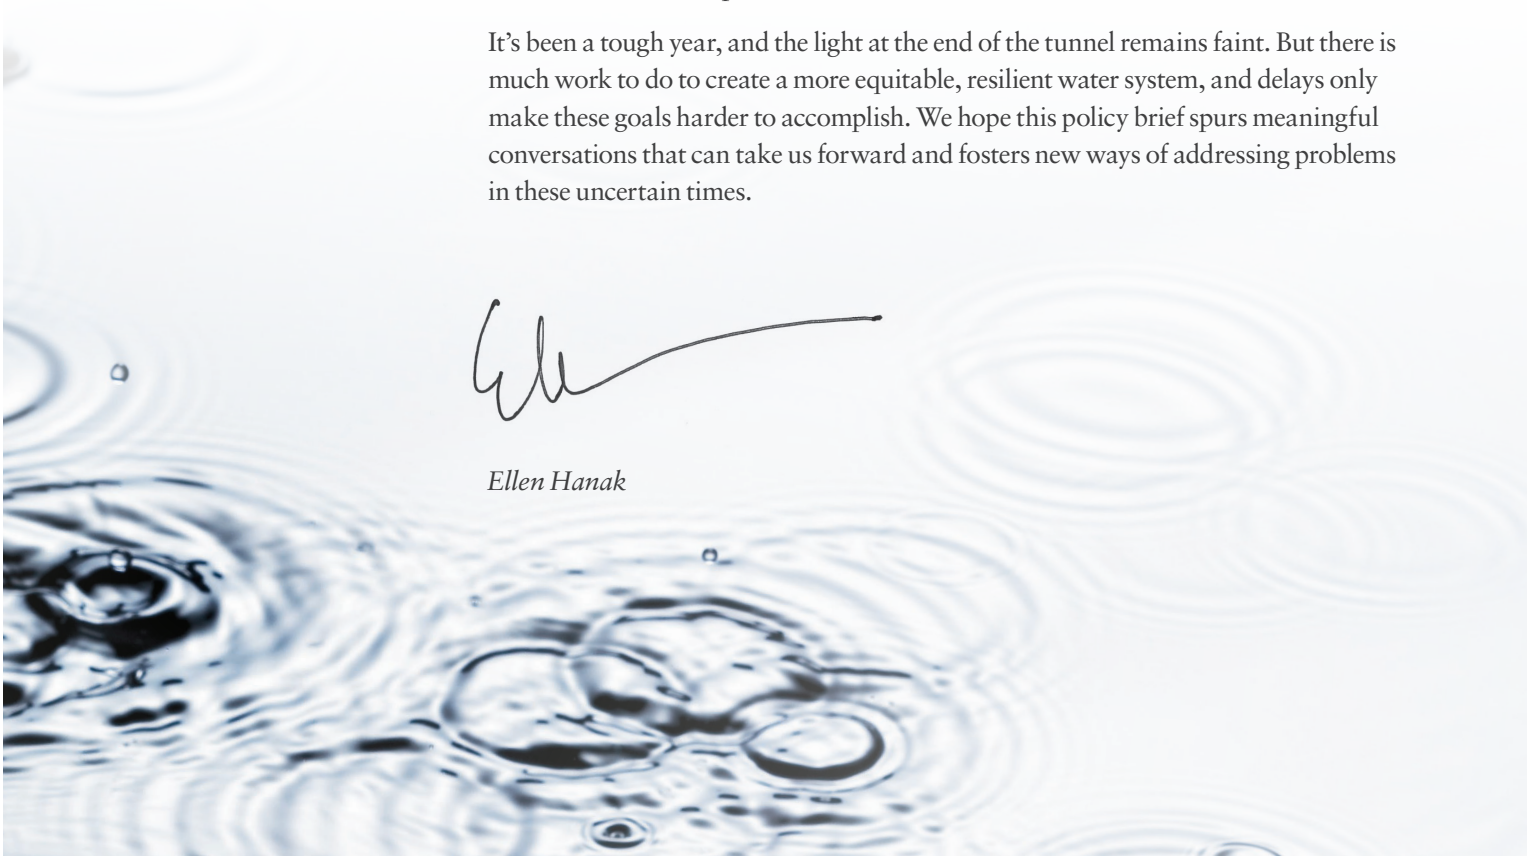 It’s been a tough year, and the light at the end of the tunnel remains faint. But there is
much work to do to create a more equitable, resilient water system, and delays only
make these goals harder to accomplish. We hope this policy brief spurs meaningful
conversations that can take us forward and fosters new ways of addressing problems
in these uncertain times.
Ellen Hanak